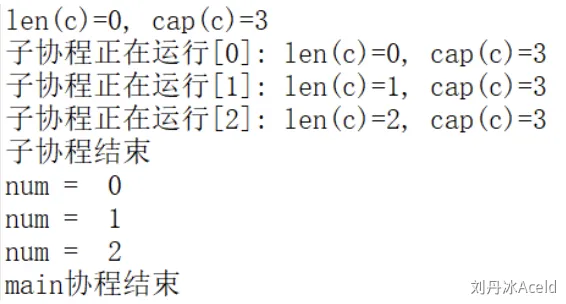 len(c)=0, cap(c)=3
子协程正在运行[0]: len(c)=0, cap(c)=3
子协程正在运行[1]: len(c)=1, cap(c)=3
子协程正在运行[2]: len(c)=2, cap(c)=3
子协程结束
num =  0
num =  1
num =  2
main协程结束
刘丹冰Aceld